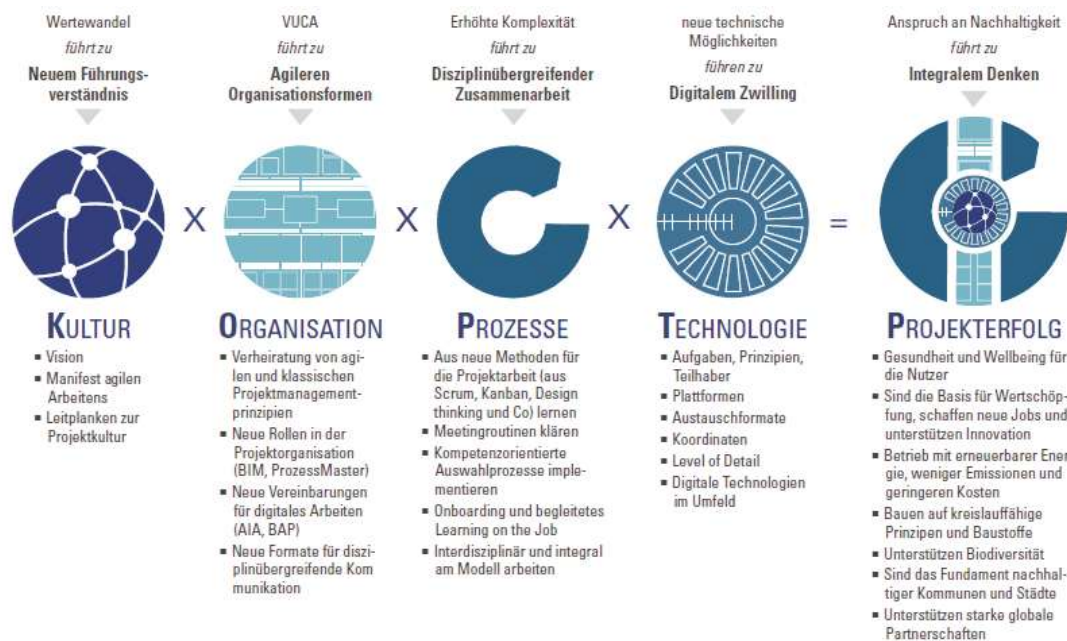 Wertewandel
führt zu
Neuem Führungs-
verständnis
VUCA
führt zu
Agileren
Organisationsformen
Erhöhte Komplexität
führt zu
Disziplinübergreifender
Zusammenarbeit
neue technische
Möglichkeiten
führen zu
Digitalem Zwilling
Anspruch an Nachhaltigkeit
führt zu
Integralem Denken
X
X
X
=
KULTUR
▪ Vision
▪ Manifest agilen
Arbeitens
▪ Leitplanken zur
Projektkultur
ORGANISATION
▪ Verheiratung von agi-
len und klassischen
Projektmanagement-
prinzipien
▪ Neue Rollen in der
Projektorganisation
(BIM, ProzessMaster)
▪ Neue Vereinbarungen
für digitales Arbeiten
(AIA, BAP)
▪ Neue Formate für diszi-
plinübergreifende Kom
munikation
PROZESSE
▪ Aus neue Methoden für
die Projektarbeit (aus
Scrum, Kanban, Design
thinking und Co) lernen
▪ Meetingroutinen klären
▪ Kompetenzorientierte
Auswahlprozesse imple-
mentieren
▪ Onboarding und begleitetes
Learning on the Job
▪ Interdisziplinär und integral
am Modell arbeiten
TECHNOLOGIE
▪ Aufgaben, Prinzipien,
Teilhaber
▪ Plattformen
▪ Austauschformate
▪ Koordinaten
▪ Level of Detail
▪ Digitale Technologien
im Umfeld
PROJEKTERFOLG
▪ Gesundheit und Wellbeing für
die Nutzer
▪ Sind die Basis für Wertschöp-
fung, schaffen neue Jobs und
unterstützen Innovation
▪ Betrieb mit erneuerbarer Ener
gie, weniger Emissionen und
geringeren Kosten
▪ Bauen auf kreislauffähige
Prinzipen und Baustoffe
▪ Unterstützen Biodiversität
▪ Sind das Fundament nachhal-
tiger Kommunen und Städte
▪ Unterstützen starke globale
Partnerschaften